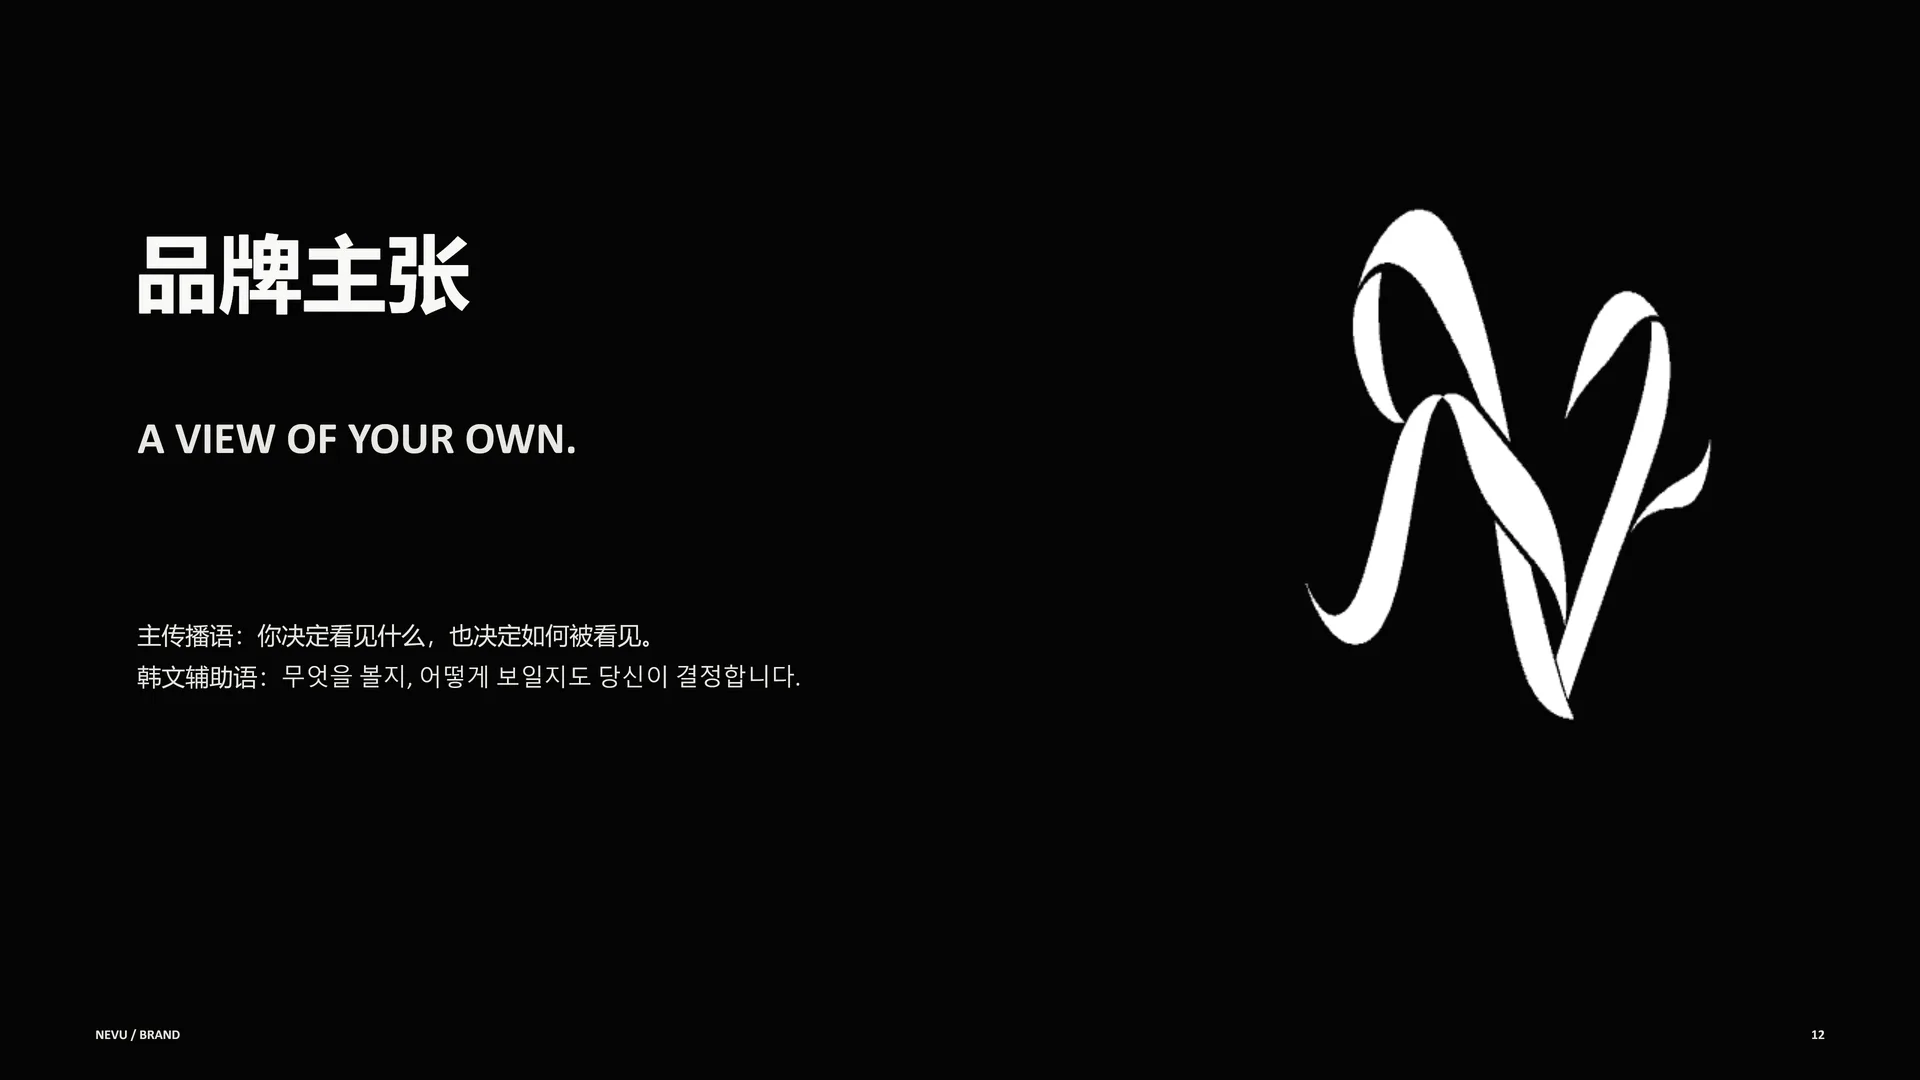 品牌主张
A VIEW OF YOUR OWN.
主传播语：你决定看见什么，也决定如何被看见。
韩文辅助语：무엇을 볼지, 어떻게 보일지도 당신이 결정합니다.
NEVU / BRAND
12